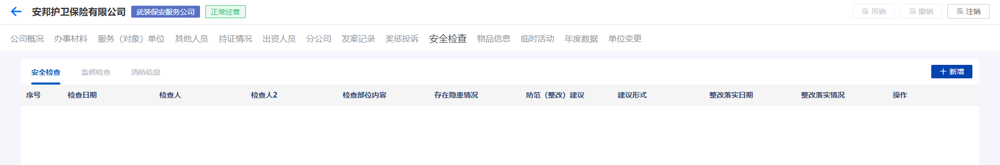 安邦护卫保险有限公司 武装保安服务公司 正常经营 吊销 撤销 注销
公司概况 办事材料 服务（对象）单位 其他人员 持证情况 出资人员 分公司 发案记录 奖惩投诉 安全检查 物品信息 临时活动 年度数据 单位变更
安全检查 监督检查 消防信息 + 新增
序号 检查日期 检查人 检查人2 检查部位内容 存在隐患情况 防范（整改）建议 建议形式 整改落实日期 整改落实情况 操作